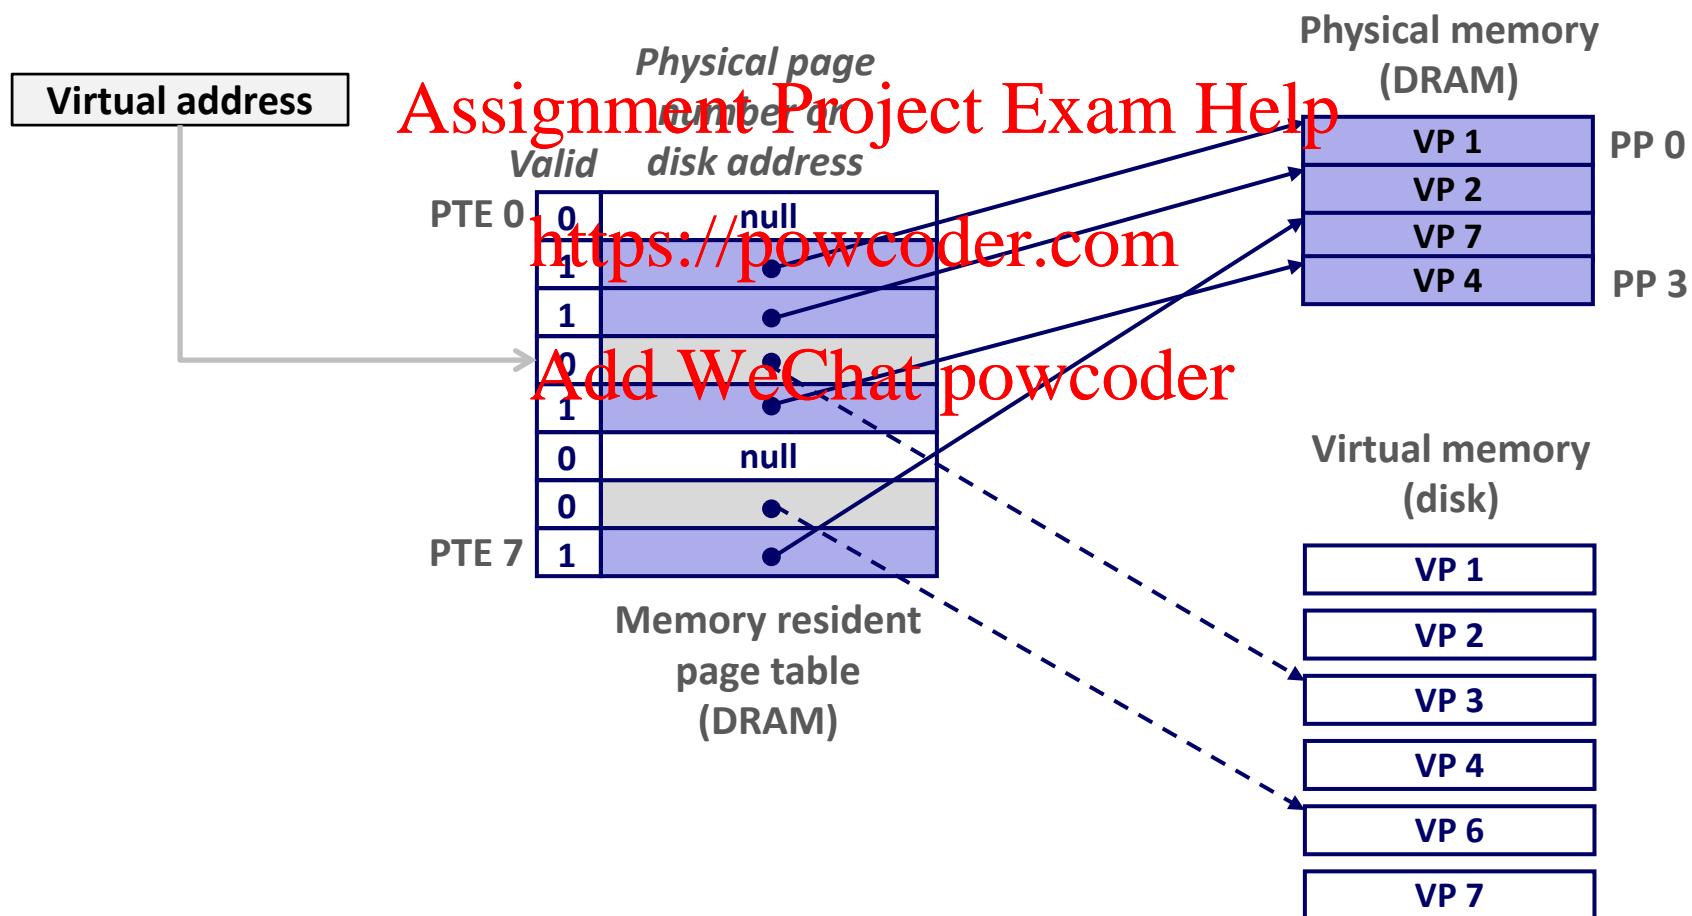 Physical memory
(DRAM)
Physical page
number or
disk address
Virtual address
Assignment Project Exam Help
Valid
VP 1
PP 0
VP 2
VP 7
VP 4
PP 3
PTE 0
0
null
https://powcoder.com
1
1
0
Add WeChat powcoder
1
0
null
0
PTE 7
1
Memory resident
page table
(DRAM)
Virtual memory
(disk)
VP 1
VP 2
VP 3
VP 4
VP 6
VP 7